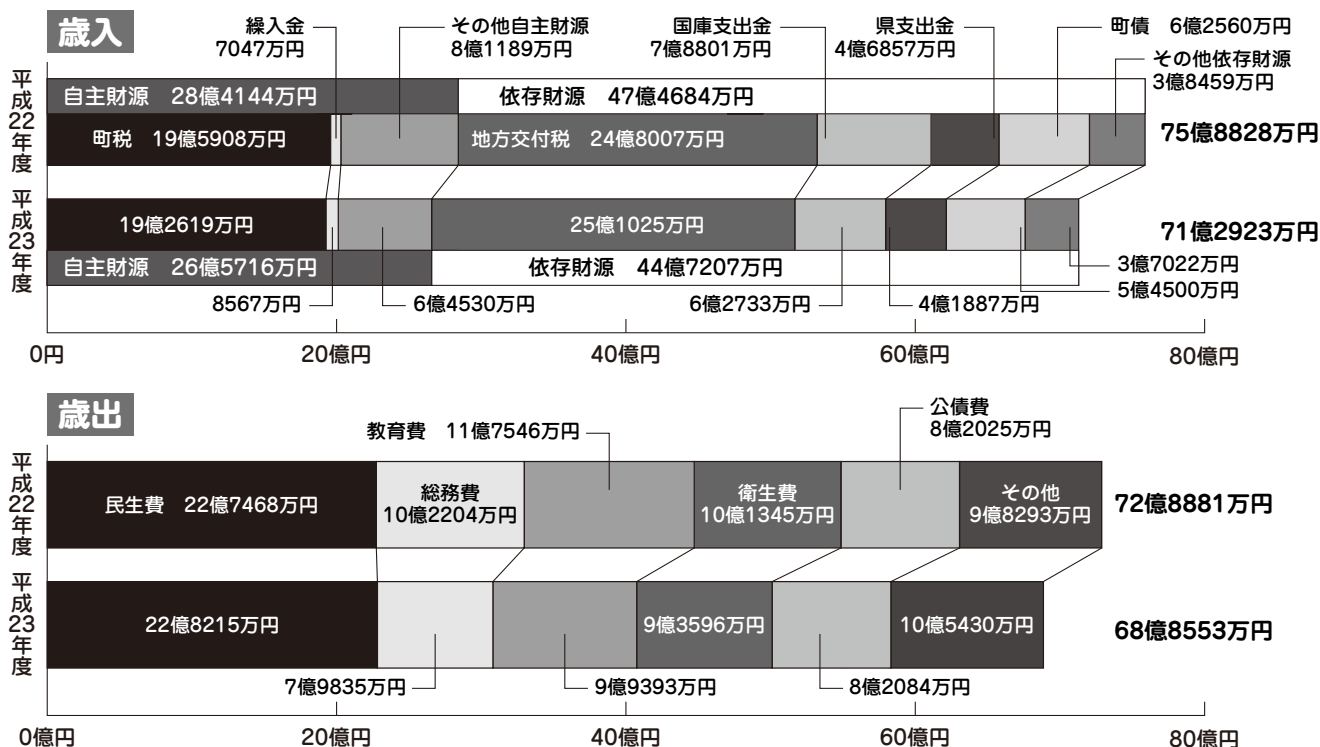 歳入
繰入金
7047万円
その他自主財源
8億1189万円
国庫支出金
7億8801万円
県支出金
4億6857万円
町債 6億2560万円
その他依存財源
3億8459万円
平成22年度
自主財源 28億4144万円
依存財源 47億4684万円
町税 19億5908万円
地方交付税 24億8007万円
75億8828万円
平成23年度
19億2619万円
25億1025万円
71億2923万円
自主財源 26億5716万円
依存財源 44億7207万円
3億7022万円
5億4500万円
8567万円
6億4530万円
6億2733万円
4億1887万円
0円
20億円
40億円
60億円
80億円
歳出
教育費 11億7546万円
公債費
8億2025万円
平成22年度
民生費 22億7468万円
総務費
10億2204万円
衛生費
10億1345万円
その他
9億8293万円
72億8881万円
平成23年度
22億8215万円
9億3596万円
10億5430万円
68億8553万円
7億9835万円
9億9393万円
8億2084万円
0億円
20億円
40億円
60億円
80億円